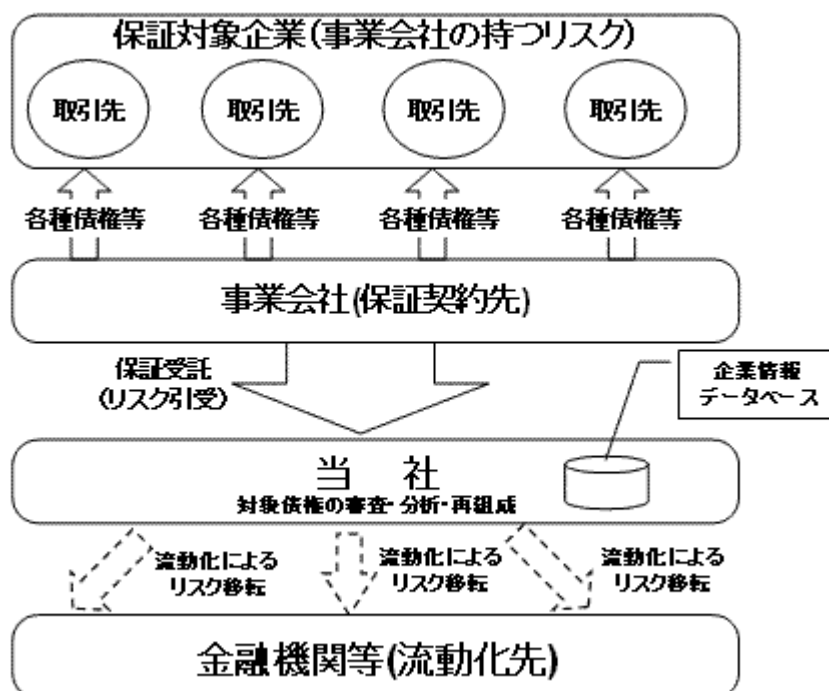 保証対象企業(事業会社の持つリスク)
取引先 取引先 取引先 取引先
各種債権等 各種債権等 各種債権等 各種債権等
事業会社(保証契約先)
保証受託
(リスク引受)
企業情報
データベース
当 社
対象債権の審査・分析・再組成
流動化による
リスク移転
流動化による
リスク移転
流動化による
リスク移転
金融機関等(流動化先)